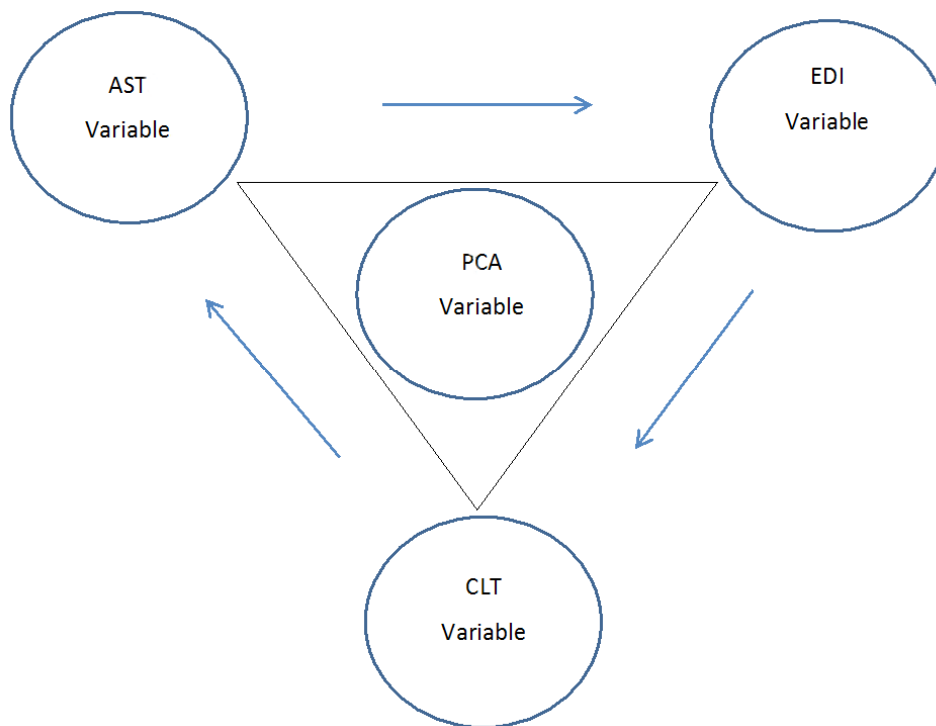 AST
Variable
EDI
Variable
PCA
Variable
CLT
Variable